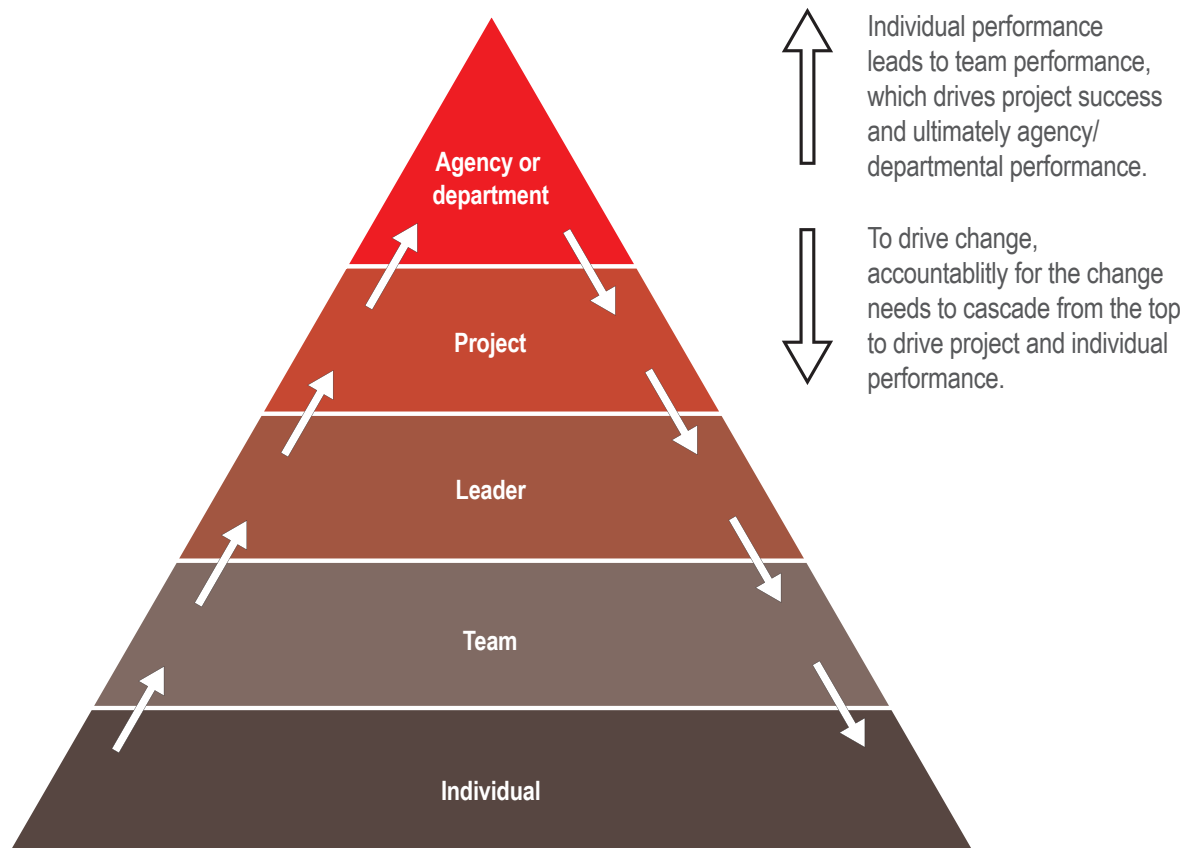 Individual performance
leads to team performance,
which drives project success
and ultimately agency/
departmental performance.
To drive change,
accountablitly for the change
needs to cascade from the top
to drive project and individual
performance.
Agency or
department
Project
Leader
Team
Individual